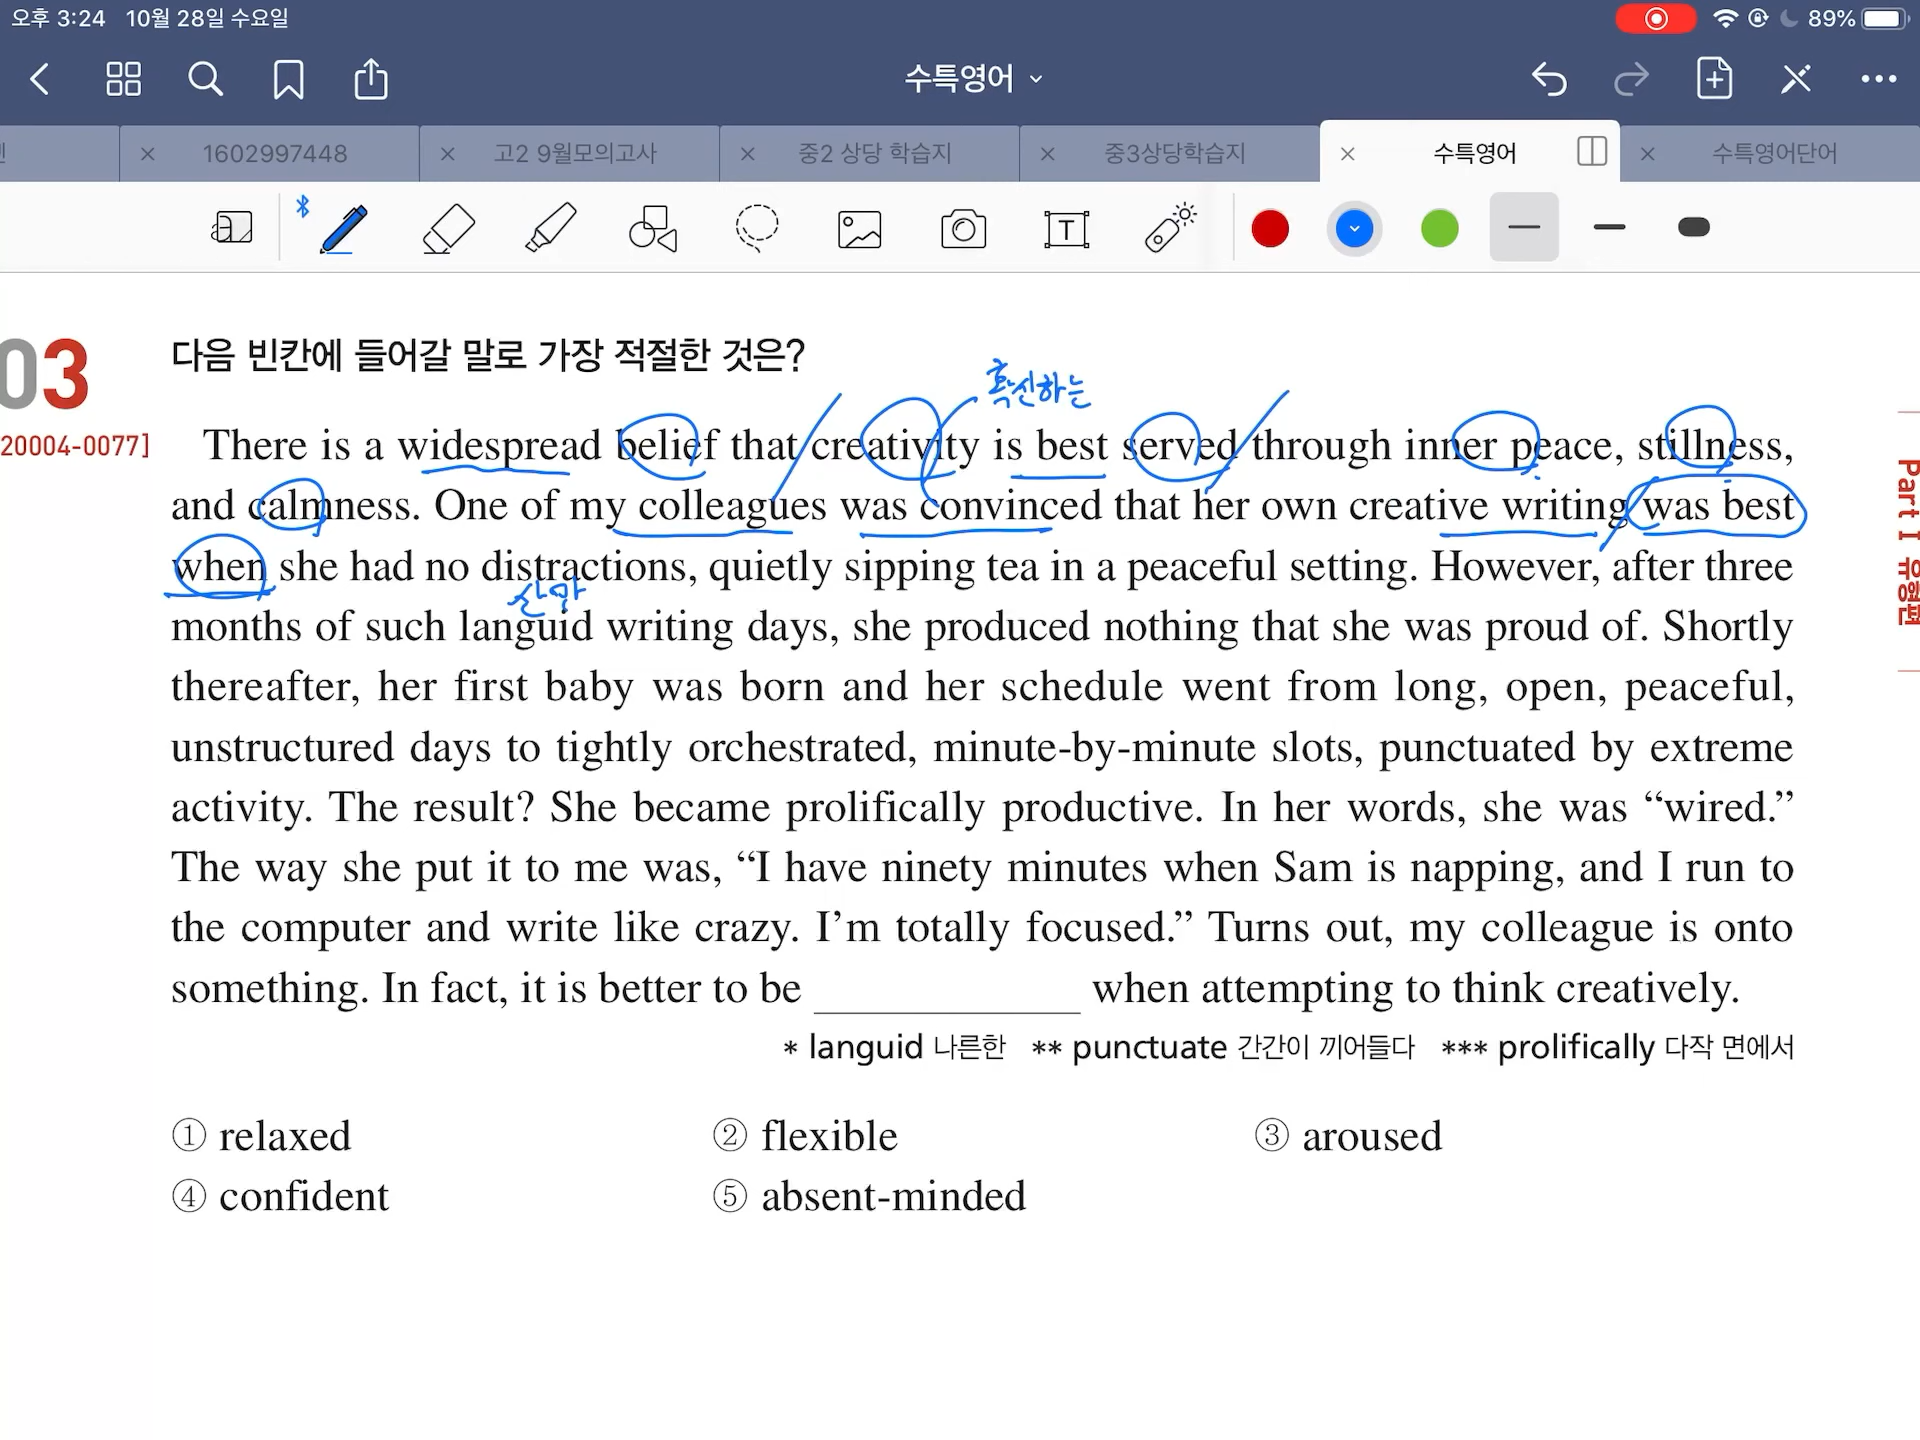 오후 3:24 10월 28일 수요일 89%
수특영어
1602997448 고2 9월모의고사 중2 상당 학습지 중3상당학습지 수특영어 수특영어단어
03 다음 빈칸에 들어갈 말로 가장 적절한 것은?
확신하는
20004-0077] There is a widespread belief that creativity is best served through inner peace, stillness,
and calmness. One of my colleagues was convinced that her own creative writing was best
when she had no distractions, quietly sipping tea in a peaceful setting. However, after three
산만
months of such languid writing days, she produced nothing that she was proud of. Shortly
thereafter, her first baby was born and her schedule went from long, open, peaceful,
unstructured days to tightly orchestrated, minute-by-minute slots, punctuated by extreme
activity. The result? She became prolifically productive. In her words, she was “wired.”
The way she put it to me was, “I have ninety minutes when Sam is napping, and I run to
the computer and write like crazy. I’m totally focused.” Turns out, my colleague is onto
something. In fact, it is better to be ____________ when attempting to think creatively.
* languid 나른한 ** punctuate 간간이 끼어들다 *** prolifically 다작 면에서
① relaxed ② flexible ③ aroused
④ confident ⑤ absent-minded
Part I 유형편